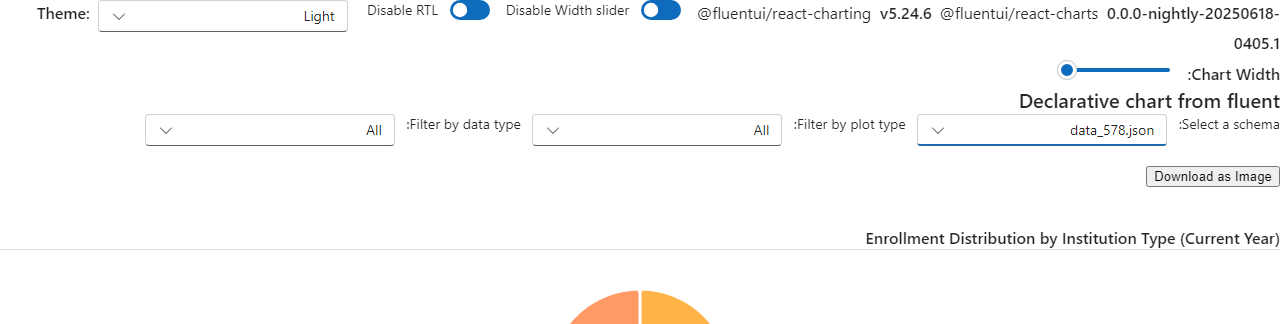 Theme: Light Disable RTL Disable Width slider @fluentui/react-charting v5.24.6 @fluentui/react-charts 0.0.0-nightly-20250618-
0405.1
:Chart Width
Declarative chart from fluent
:Select a schema data_578.json :Filter by plot type All :Filter by data type All
Download as Image
Enrollment Distribution by Institution Type (Current Year)